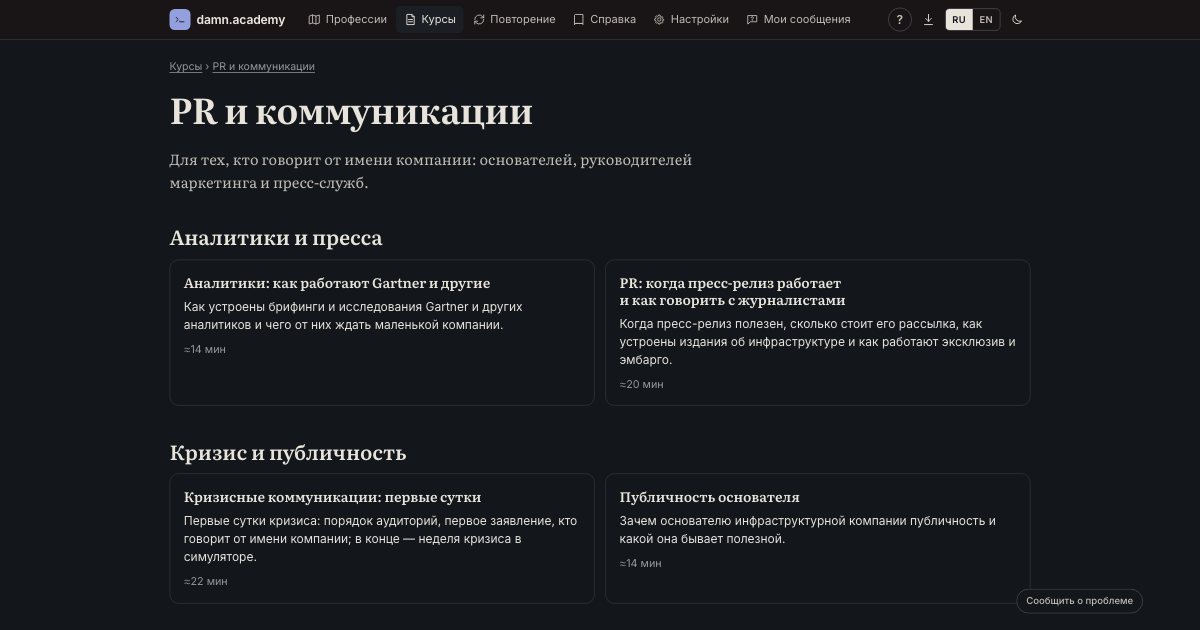 damn.academy
Профессии
Курсы
Повторение
Справка
Настройки
Мои сообщения
?
RU
EN
Курсы › PR и коммуникации
PR и коммуникации
Для тех, кто говорит от имени компании: основателей, руководителей
маркетинга и пресс-служб.
Аналитики и пресса
Аналитики: как работают Gartner и другие
Как устроены брифинги и исследования Gartner и других
аналитиков и чего от них ждать маленькой компании.
≈14 мин
PR: когда пресс-релиз работает
и как говорить с журналистами
Когда пресс-релиз полезен, сколько стоит его рассылка, как
устроены издания об инфраструктуре и как работают эксклюзив и
эмбарго.
≈20 мин
Кризис и публичность
Кризисные коммуникации: первые сутки
Первые сутки кризиса: порядок аудиторий, первое заявление, кто
говорит от имени компании; в конце — неделя кризиса в
симуляторе.
≈22 мин
Публичность основателя
Зачем основателю инфраструктурной компании публичность и
какой она бывает полезной.
≈14 мин
Сообщить о проблеме